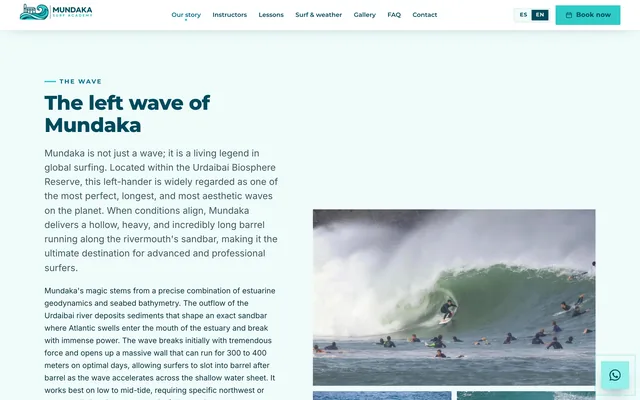 MUNDAKA
SURF ACADEMY
Our story
Instructors
Lessons
Surf & weather
Gallery
FAQ
Contact
ES
EN
Book now
THE WAVE
The left wave of
Mundaka
Mundaka is not just a wave; it is a living legend in
global surfing. Located within the Urdaibai Biosphere
Reserve, this left-hander is widely regarded as one of
the most perfect, longest, and most aesthetic waves
on the planet. When conditions align, Mundaka
delivers a hollow, heavy, and incredibly long barrel
running along the rivermouth's sandbar, making it the
ultimate destination for advanced and professional
surfers.
Mundaka's magic stems from a precise combination of estuarine
geodynamics and seabed bathymetry. The outflow of the
Urdaibai river deposits sediments that shape an exact sandbar
where Atlantic swells enter the mouth of the estuary and break
with immense power. The wave breaks initially with tremendous
force and opens up a massive wall that can run for 300 to 400
meters on optimal days, allowing surfers to slot into barrel after
barrel as the wave accelerates across the shallow water sheet. It
works best on low to mid-tide, requiring specific northwest or